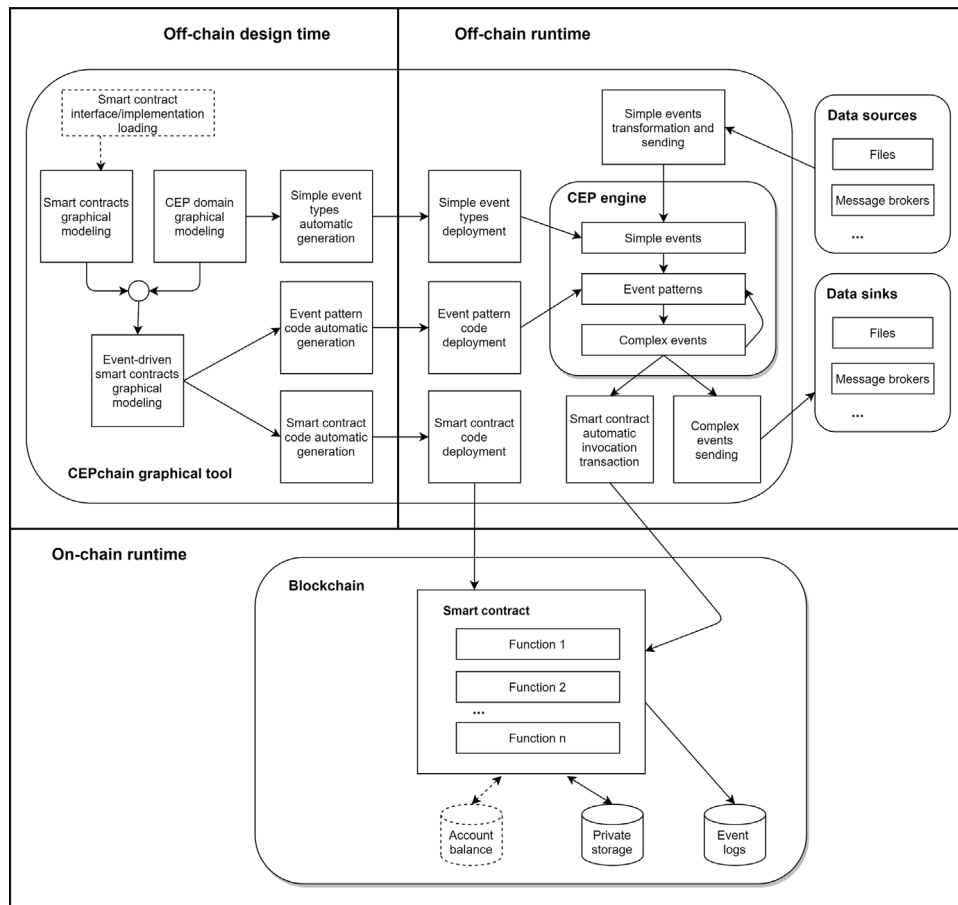 Off-chain design time
Off-chain runtime
Smart contract
interface/implementation
loading
Simple events
transformation and
sending
Data sources
Files
Message brokers
...
Smart contracts
graphical
modeling
CEP domain
graphical
modeling
Simple event
types
automatic
generation
Simple event
types
deployment
CEP engine
Simple events
Event patterns
Complex events
Data sinks
Files
Message brokers
...
Event pattern
code automatic
generation
Event pattern
code
deployment
Event-driven
smart contracts
graphical
modeling
Smart contract
code automatic
generation
Smart contract
code
deployment
Smart contract
automatic
invocation
transaction
Complex
events
sending
CEPchain graphical tool
On-chain runtime
Blockchain
Smart contract
Function 1
Function 2
...
Function n
Account
balance
Private
storage
Event
logs